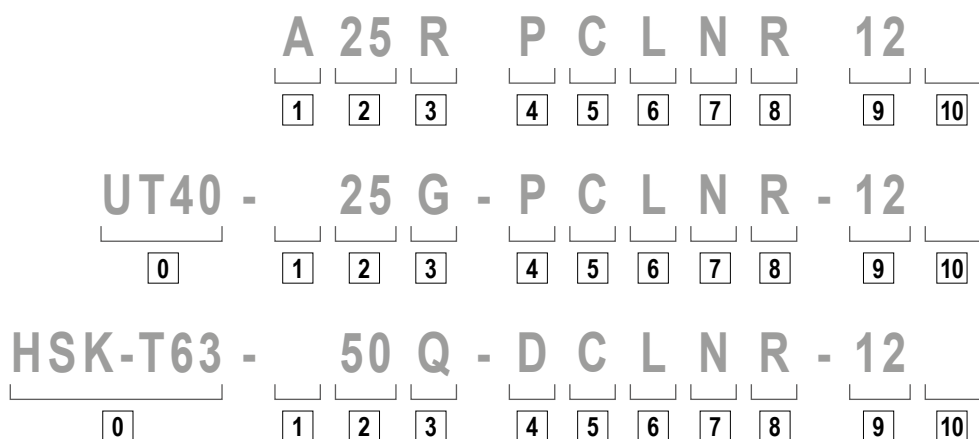 A 25 R P C L N R 12
1 2 3 4 5 6 7 8 9 10
UT40 - 25 G - P C L N R - 12
0 1 2 3 4 5 6 7 8 9 10
HSK-T63 - 50 Q - D C L N R - 12
0 1 2 3 4 5 6 7 8 9 10